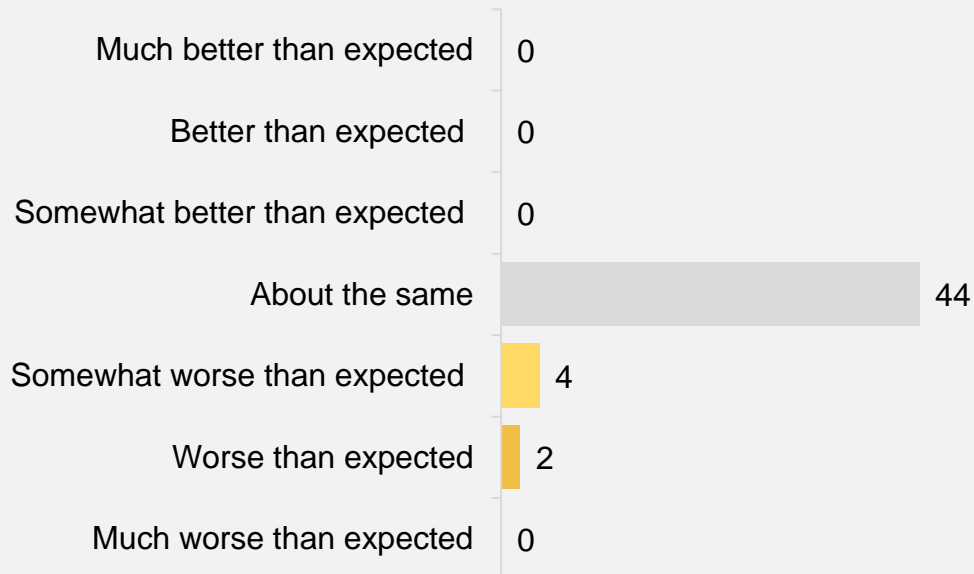 Much better than expected 0
Better than expected 0
Somewhat better than expected 0
About the same 44
Somewhat worse than expected 4
Worse than expected 2
Much worse than expected 0